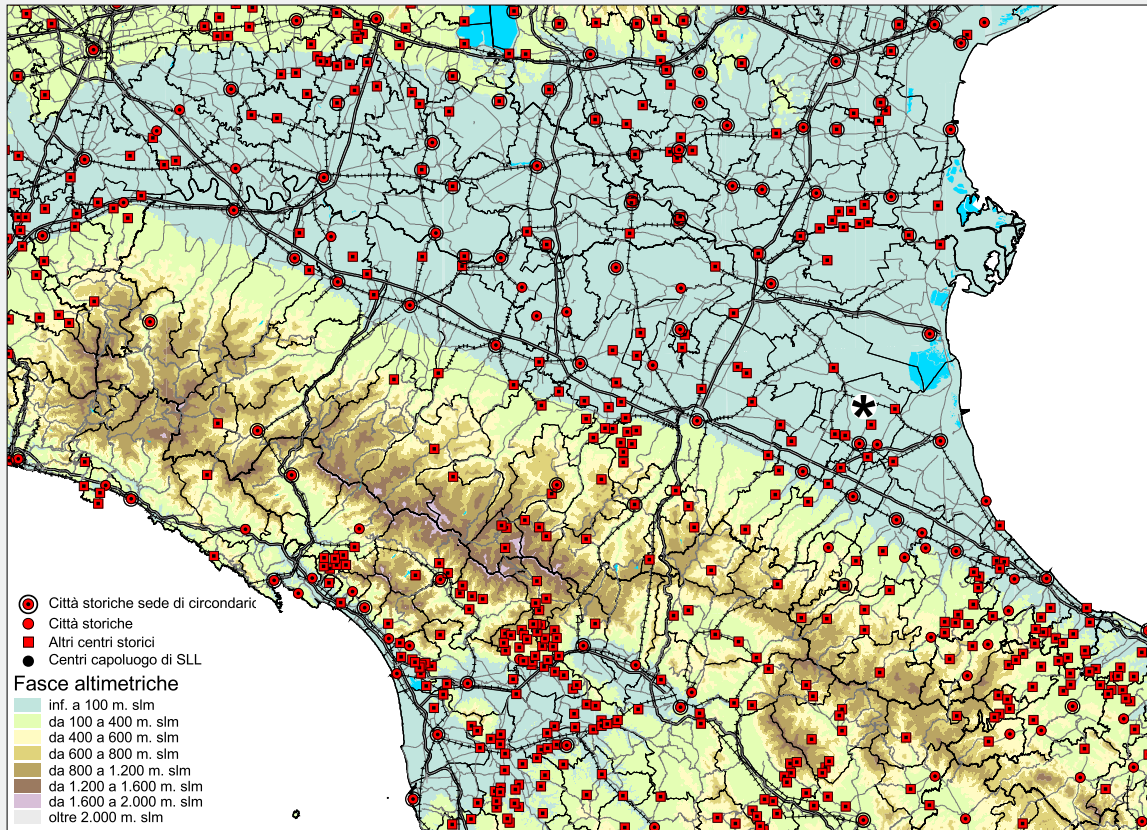 *
Città storiche sede di circondaric
Città storiche
Altri centri storici
Centri capoluogo di SLL
Fasce altimetriche
inf. a 100 m. slm
da 100 a 400 m. slm
da 400 a 600 m. slm
da 600 a 800 m. slm
da 800 a 1.200 m. slm
da 1.200 a 1.600 m. slm
da 1.600 a 2.000 m. slm
oltre 2.000 m. slm